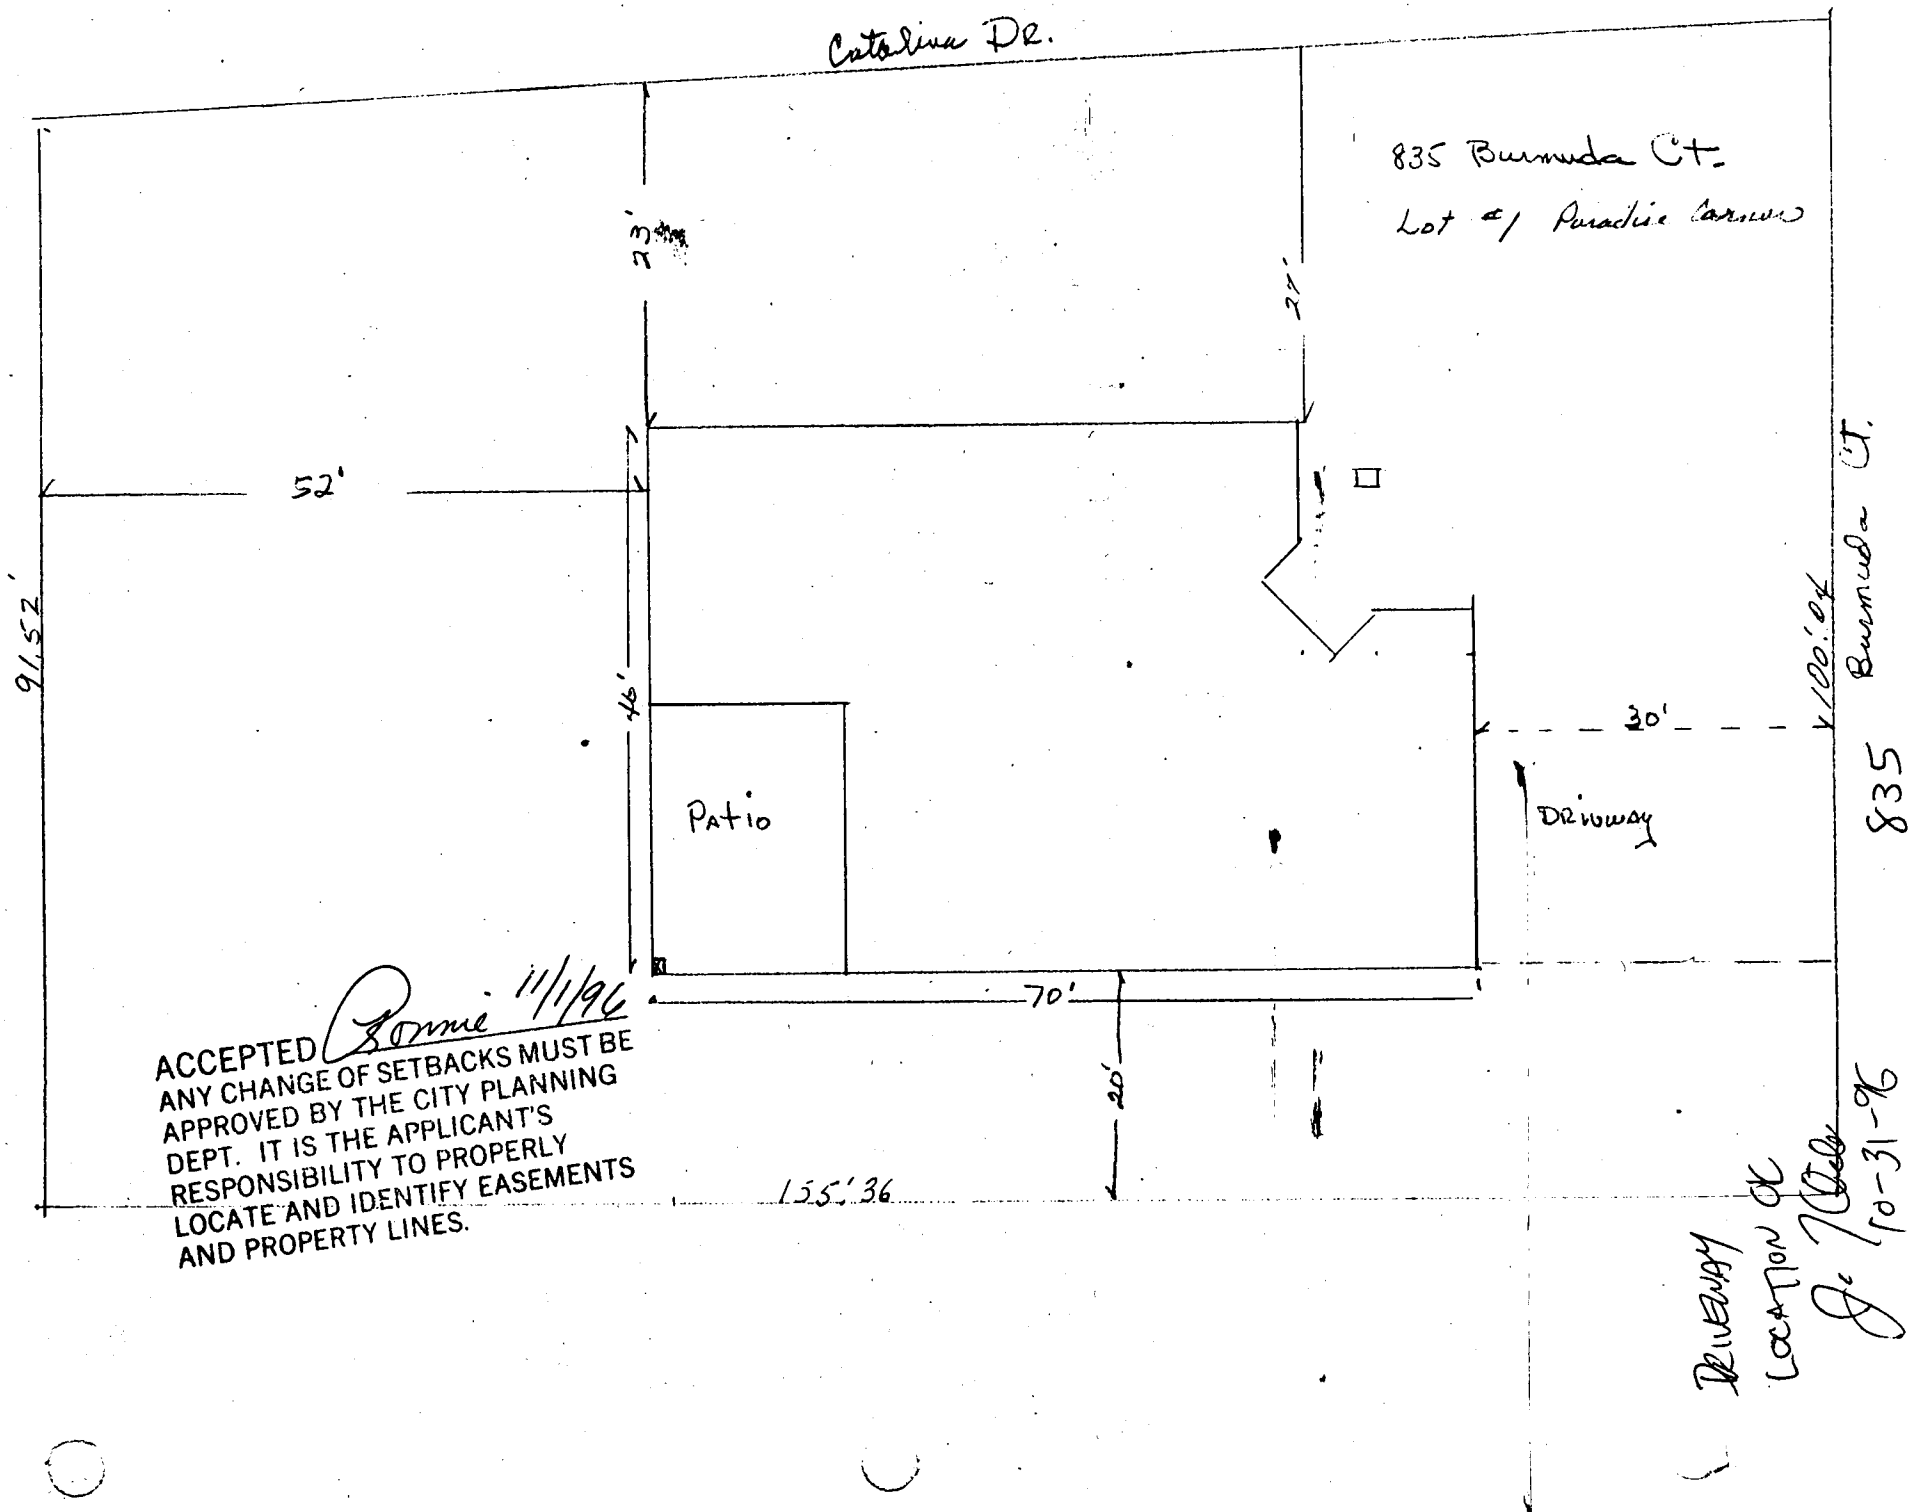 Catalina DR.
835 Burmuda Ct.
Lot #1 Paradise
23'
27'
52'
91.52'
46'
Patio
30'
100.'04
Burmuda Ct.
835
DRivway
70'
20'
155.'36
ACCEPTED Ronnie 11/1/96
ANY CHANGE OF SETBACKS MUST BE
APPROVED BY THE CITY PLANNING
DEPT. IT IS THE APPLICANT'S
RESPONSIBILITY TO PROPERLY
LOCATE AND IDENTIFY EASEMENTS
AND PROPERTY LINES.
DRIVEWAY
LOCATION OK
10-31-96